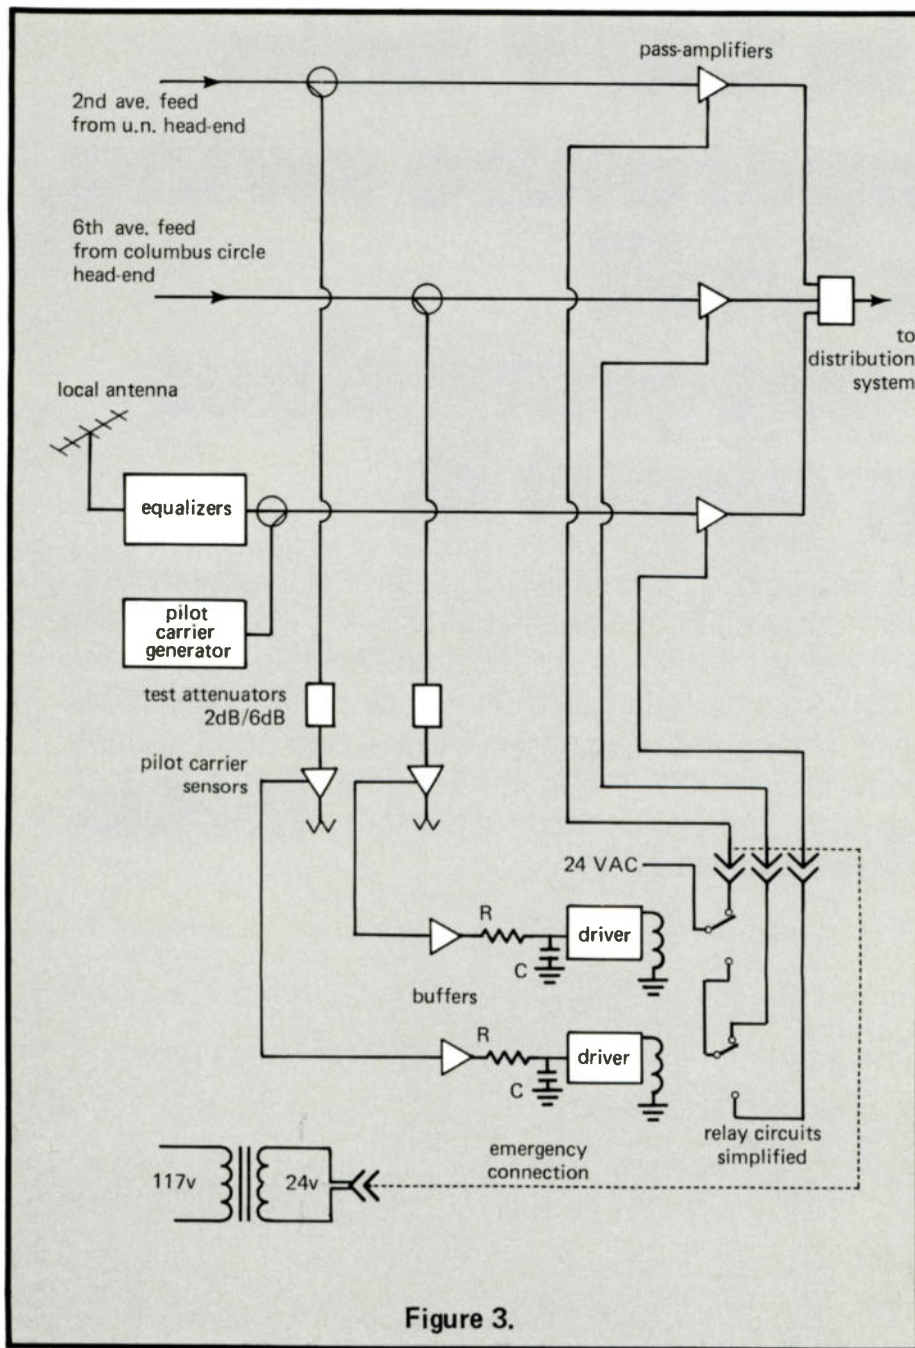 pass-amplifiers
2nd ave. feed
from u.n. head-end
6th ave. feed
from columbus circle
head-end
to
distribution
system
local antenna
equalizers
pilot
carrier
generator
test attenuators
2dB/6dB
pilot carrier
sensors
24 VAC
R
driver
C
buffers
R
driver
C
relay circuits
simplified
emergency
connection
117v
24v
Figure 3.